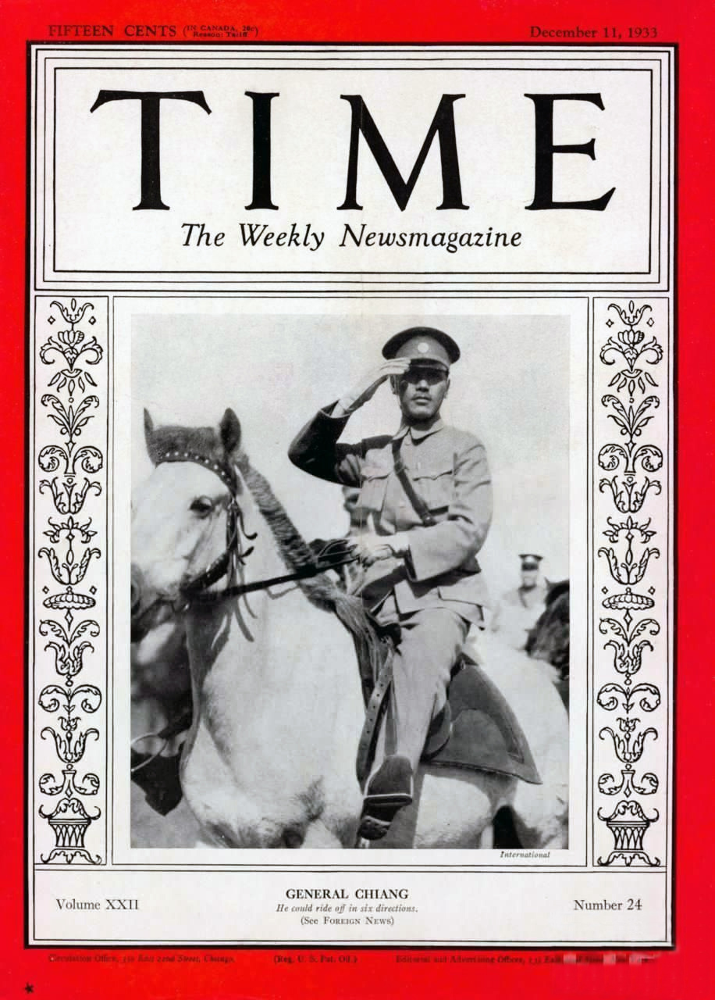 FIFTEEN CENTS (IN CANADA, 20c) Reason: Tariff)
December 11, 1933
TIME
The Weekly Newsmagazine
International
Volume XXII
GENERAL CHIANG
He could ride off in six directions.
(See FOREIGN NEWS)
Number 24
Circulation Office, 350 East 22nd Street, Chicago.
(Reg. U. S. Pat. Off.)
Editorial and Advertising Offices, 135 East